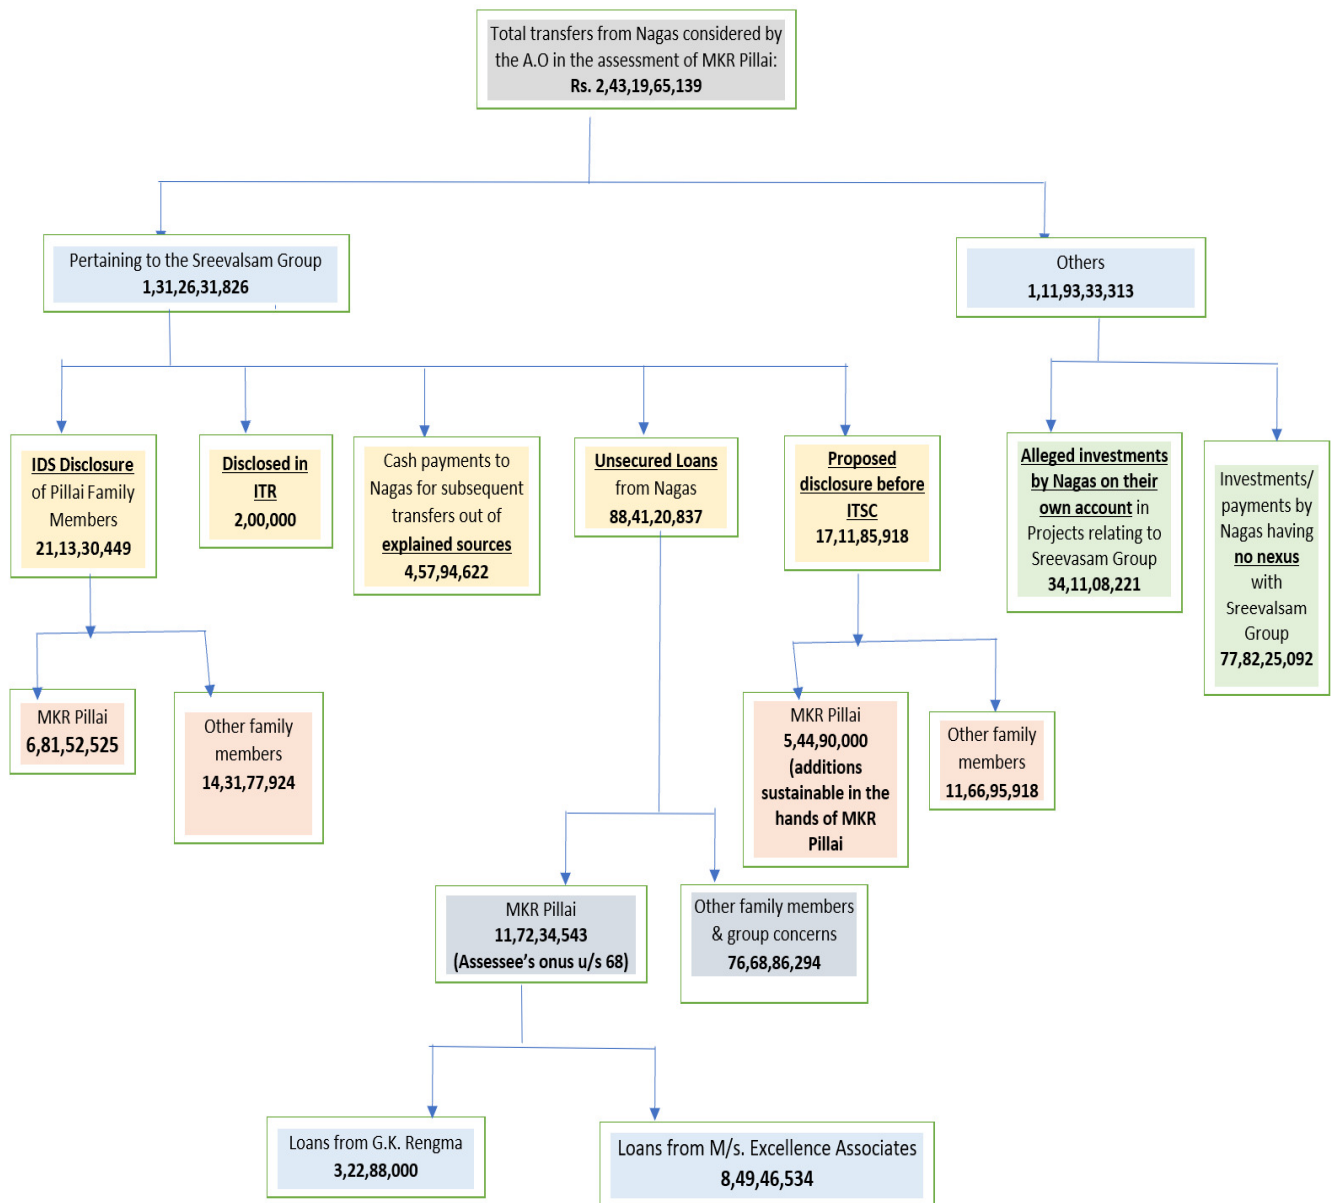 Total transfers from Nagas considered by
the A.O in the assessment of MKR Pillai:
Rs. 2,43,19,65,139
Pertaining to the Sreevalsam Group
1,31,26,31,826
Others
1,11,93,33,313
IDS Disclosure
of Pillai Family
Members
21,13,30,449
Disclosed in
ITR
2,00,000
Cash payments to
Nagas for subsequent
transfers out of
explained sources
4,57,94,622
Unsecured Loans
from Nagas
88,41,20,837
Proposed
disclosure before
ITSC
17,11,85,918
Alleged investments
by Nagas on their
own account in
Projects relating to
Sreevasam Group
34,11,08,221
Investments/
payments by
Nagas having
no nexus
with
Sreevalsam
Group
77,82,25,092
MKR Pillai
6,81,52,525
Other family
members
14,31,77,924
MKR Pillai
5,44,90,000
(additions
sustainable in the
hands of MKR
Pillai
Other family
members
11,66,95,918
MKR Pillai
11,72,34,543
(Assessee's onus u/s 68)
Other family members
& group concerns
76,68,86,294
Loans from G.K. Rengma
3,22,88,000
Loans from M/s. Excellence Associates
8,49,46,534